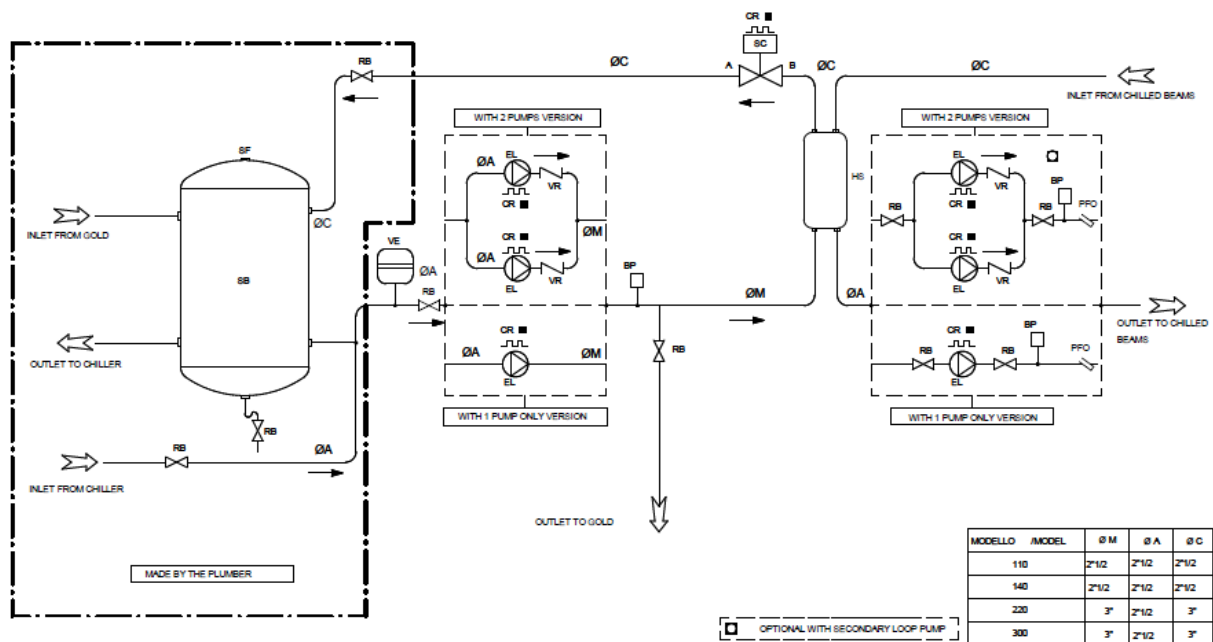 CR ■
SC
A
B
RB
ØC
ØC
ØC
INLET FROM CHILLED BEAMS
WITH 2 PUMPS VERSION
WITH 2 PUMPS VERSION
SF
EL
ØA
VR
CR ■
HS
EL
VR
CR ■
BP
RB
RB
PFO
INLET FROM GOLD
ØC
VE
ØA
CR ■
ØM
ØA
EL
VR
CR ■
EL
VR
SB
RB
BP
ØM
ØA
OUTLET TO CHILLER
ØA
CR ■
ØM
EL
RB
CR ■
RB
EL
RB
BP
PFO
OUTLET TO CHILLED
BEAMS
WITH 1 PUMP ONLY VERSION
WITH 1 PUMP ONLY VERSION
RB
RB
ØA
INLET FROM CHILLER
OUTLET TO GOLD
MADE BY THE PLUMBER
MODELLO /MODEL Ø M Ø A Ø C
110 2"1/2 2"1/2 2"1/2
140 2"1/2 2"1/2 2"1/2
220 3" 2"1/2 3"
300 3" 2"1/2 3"
OPTIONAL WITH SECONDARY LOOP PUMP